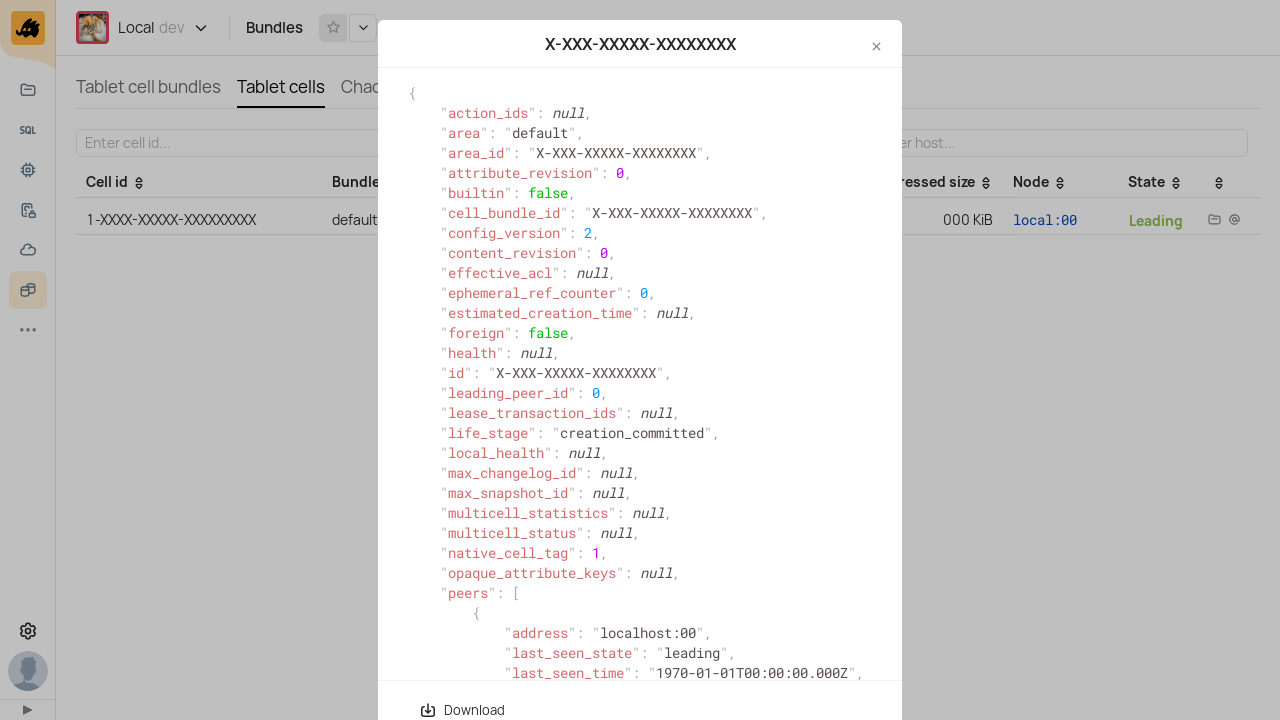 Local dev
Bundles
X-XXX-XXXXX-XXXXXXXX
Tablet cell bundles
Tablet cells
Chao
SQL
Enter cell id...
er host...
Cell id
Bundle
ressed size
Node
State
1-XXXX-XXXXX-XXXXXXXXX
default
000 KiB
local:00
Leading
{
"action_ids": null,
"area": "default",
"area_id": "X-XXX-XXXXX-XXXXXXXX",
"attribute_revision": 0,
"builtin": false,
"cell_bundle_id": "X-XXX-XXXXX-XXXXXXXX",
"config_version": 2,
"content_revision": 0,
"effective_acl": null,
"ephemeral_ref_counter": 0,
"estimated_creation_time": null,
"foreign": false,
"health": null,
"id": "X-XXX-XXXXX-XXXXXXXX",
"leading_peer_id": 0,
"lease_transaction_ids": null,
"life_stage": "creation_committed",
"local_health": null,
"max_changelog_id": null,
"max_snapshot_id": null,
"multicell_statistics": null,
"multicell_status": null,
"native_cell_tag": 1,
"opaque_attribute_keys": null,
"peers": [
{
"address": "localhost:00",
"last_seen_state": "leading",
"last_seen_time": "1970-01-01T00:00:00.000Z",
Download